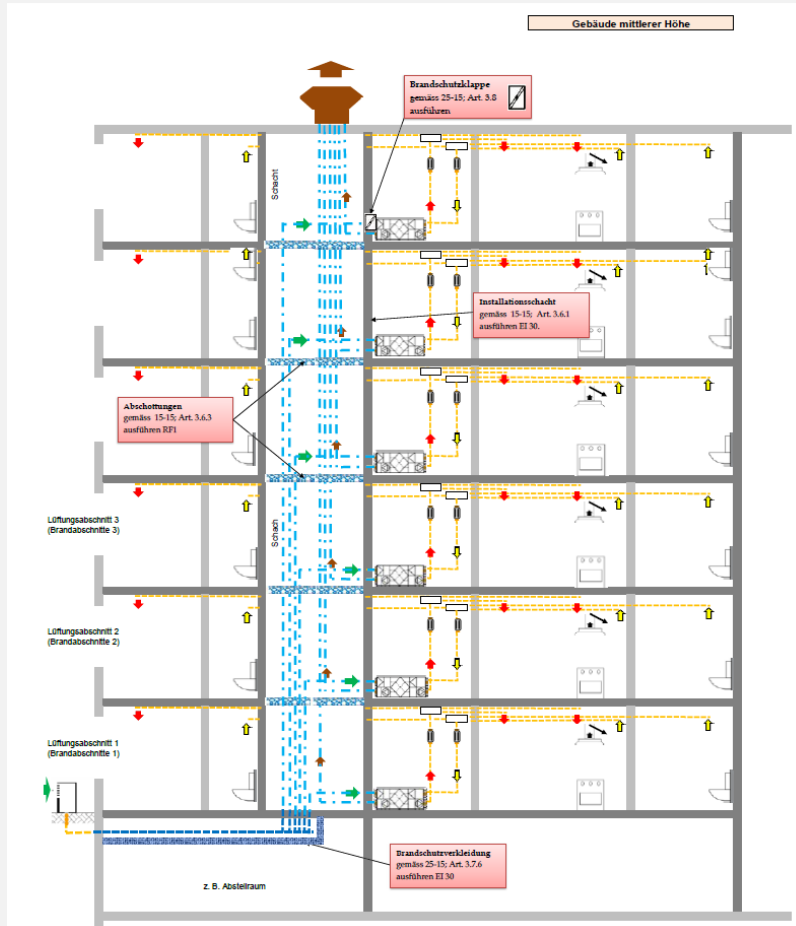 Gebäude mittlerer Höhe
Brandschutzklappe
gemäss 25-15; Art. 3.8
ausführen
Schacht
Installationsschacht
gemäss 15-15; Art. 3.6.1
ausführen EI 30.
Abschottungen
gemäss 15-15; Art. 3.6.3
ausführen RF1
Schach
Lüftungsabschnitt 3
(Brandabschnitte 3)
Lüftungsabschnitt 2
(Brandabschnitte 2)
Lüftungsabschnitt 1
(Brandabschnitte 1)
Brandschutzverkleidung
gemäss 25-15; Art. 3.7.6
ausführen EI 30
z. B. Abstellraum